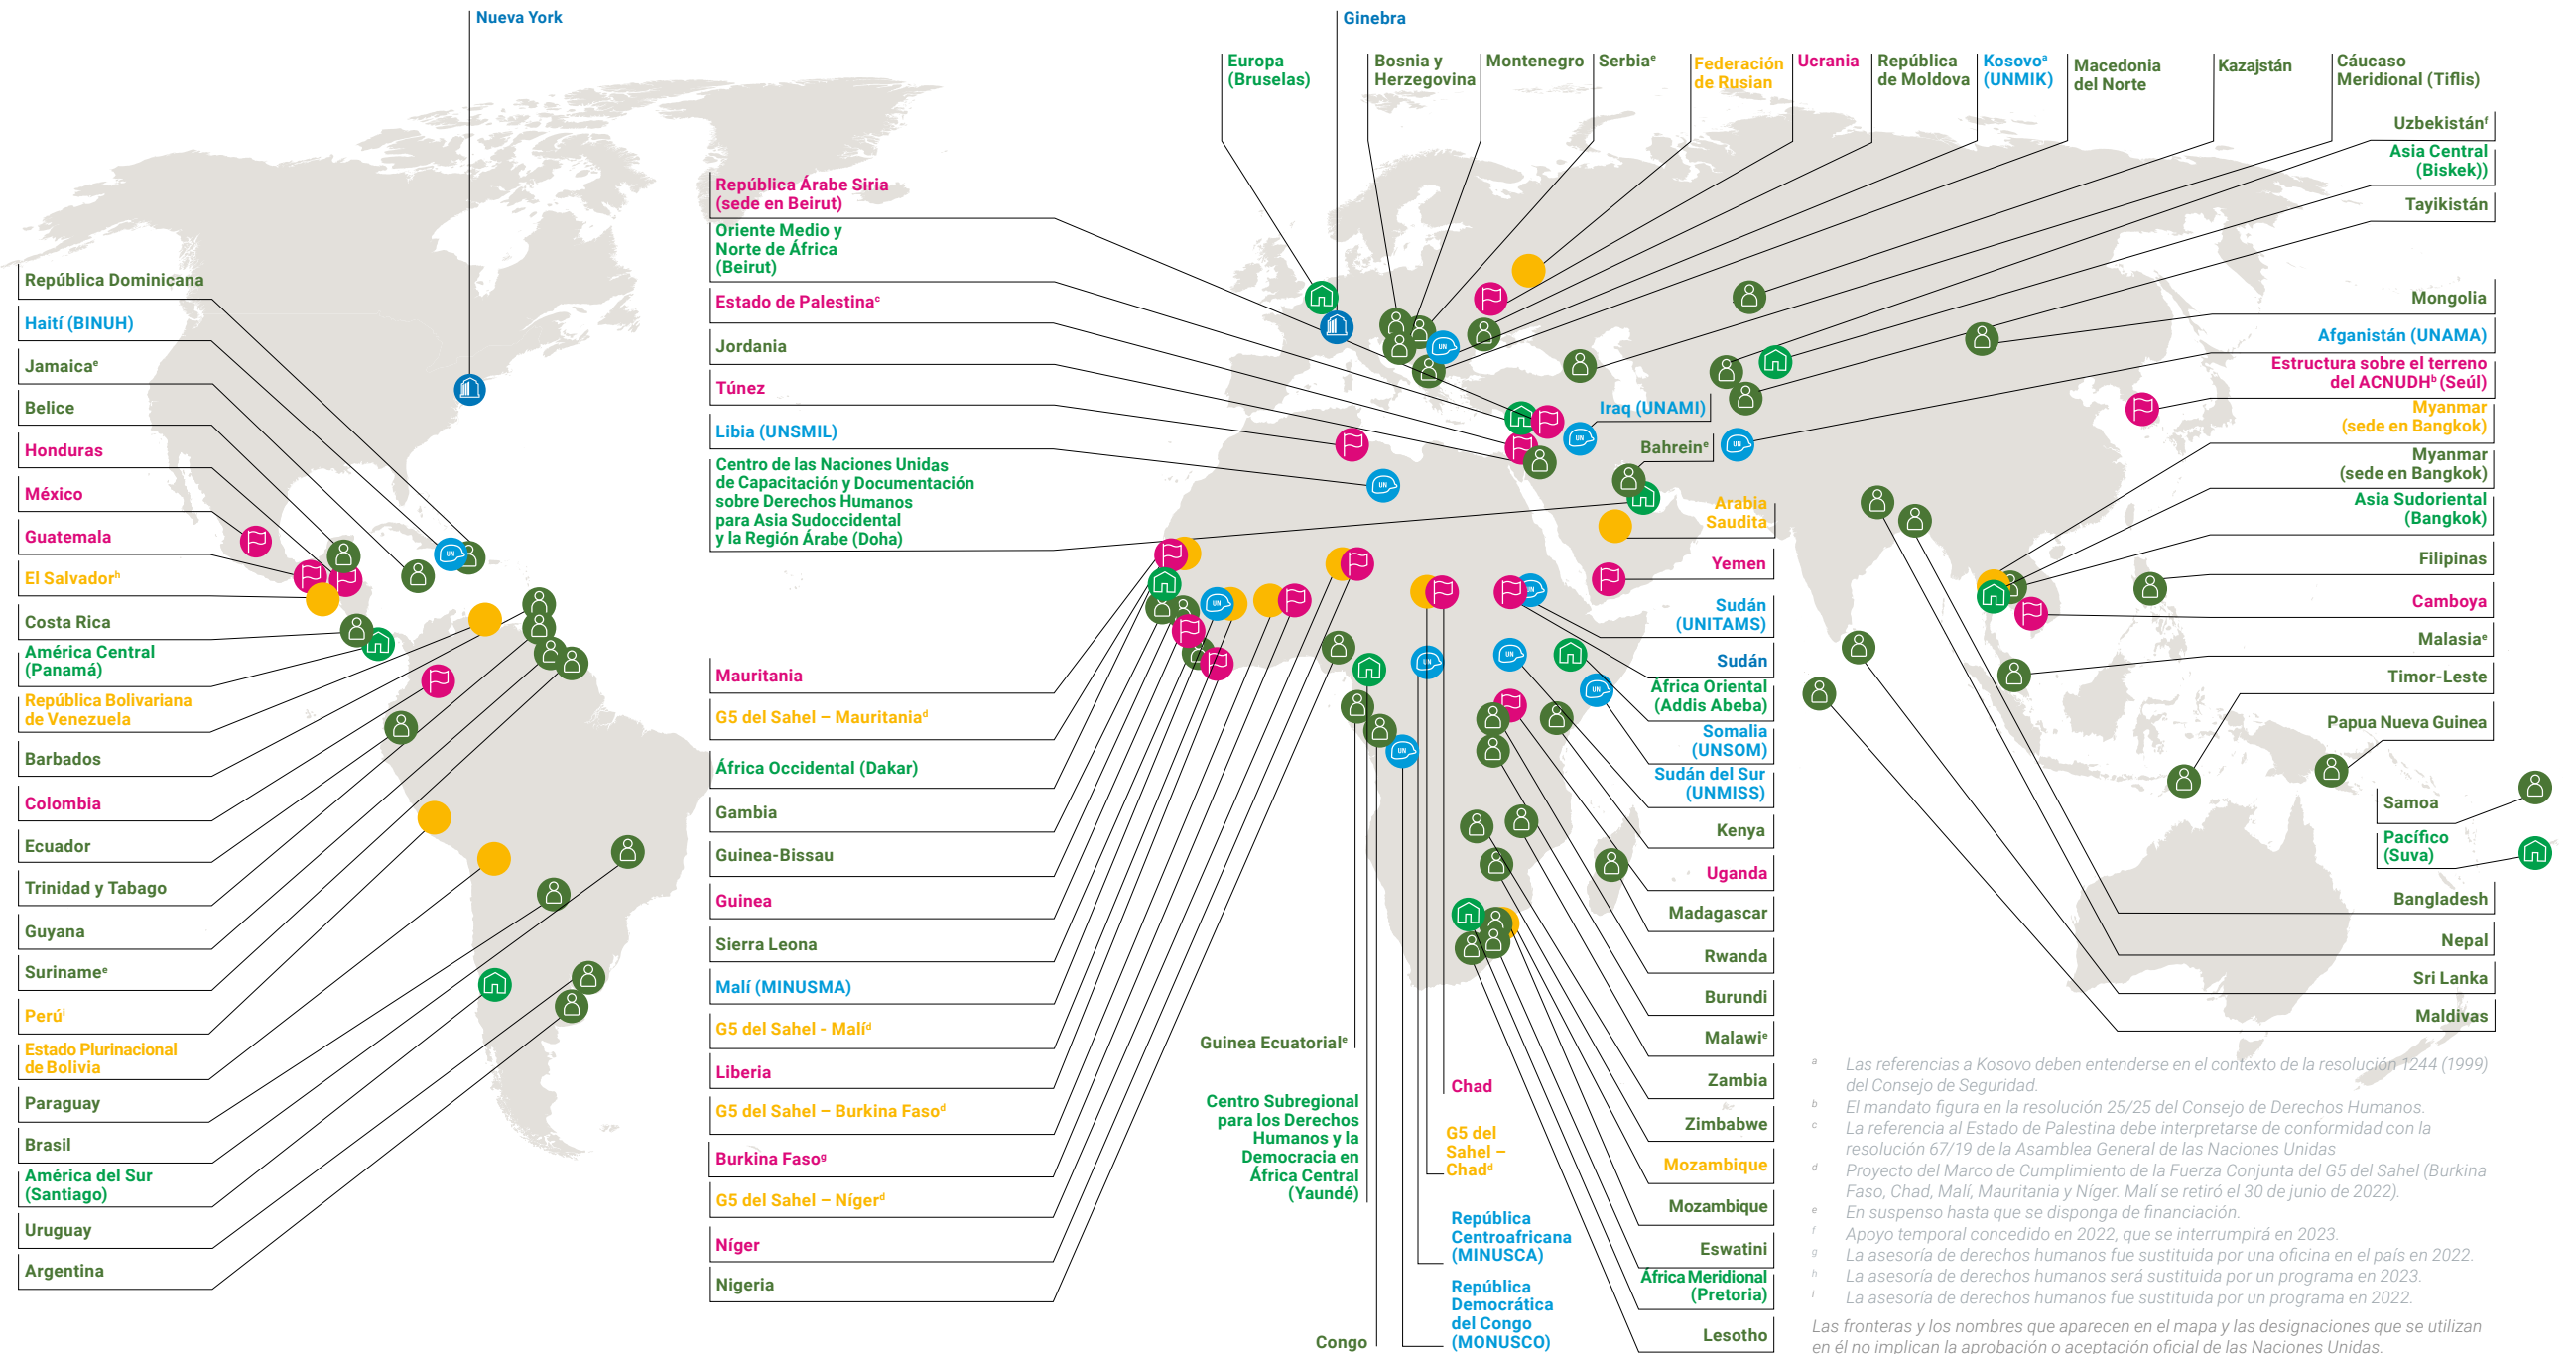 Nueva York
Ginebra
Europa
(Bruselas)
Bosnia y
Herzegovina
Montenegro
Serbiaᵉ
Federación
de Rusian
Ucrania
República
de Moldova
Kosovoᵃ
(UNMIK)
Macedonia
del Norte
Kazajstán
Cáucaso
Meridional (Tiflis)
Uzbekistánᶠ
Asia Central
(Biskek))
Tayikistán
Mongolia
Afganistán (UNAMA)
Estructura sobre el terreno
del ACNUDHᵇ (Seúl)
Myanmar
(sede en Bangkok)
Myanmar
(sede en Bangkok)
Asia Sudoriental
(Bangkok)
Filipinas
Camboya
Malasiaᵉ
Timor-Leste
Papua Nueva Guinea
Samoa
Pacífico
(Suva)
Bangladesh
Nepal
Sri Lanka
Maldivas
República Dominicana
Haití (BINUH)
Jamaicaᵉ
Belice
Honduras
México
Guatemala
El Salvadorʰ
Costa Rica
América Central
(Panamá)
República Bolivariana
de Venezuela
Barbados
Colombia
Ecuador
Trinidad y Tabago
Guyana
Surinameᵉ
Perúⁱ
Estado Plurinacional
de Bolivia
Paraguay
Brasil
América del Sur
(Santiago)
Uruguay
Argentina
República Árabe Siria
(sede en Beirut)
Oriente Medio y
Norte de África
(Beirut)
Estado de Palestinaᶜ
Jordania
Túnez
Libia (UNSMIL)
Centro de las Naciones Unidas
de Capacitación y Documentación
sobre Derechos Humanos
para Asia Sudoccidental
y la Región Árabe (Doha)
Mauritania
G5 del Sahel – Mauritaniaᵈ
África Occidental (Dakar)
Gambia
Guinea-Bissau
Guinea
Sierra Leona
Malí (MINUSMA)
G5 del Sahel - Malíᵈ
Liberia
G5 del Sahel – Burkina Fasoᵈ
Burkina Fasoᵍ
G5 del Sahel – Nígerᵈ
Níger
Nigeria
Iraq (UNAMI)
Bahreinᵉ
Arabia
Saudita
Yemen
Sudán
(UNITAMS)
Sudán
África Oriental
(Addis Abeba)
Somalia
(UNSOM)
Sudán del Sur
(UNMISS)
Kenya
Uganda
Madagascar
Rwanda
Burundi
Malawiᵉ
Zambia
Zimbabwe
Mozambique
Mozambique
Eswatini
África Meridional
(Pretoria)
Lesotho
Guinea Ecuatorialᵉ
Centro Subregional
para los Derechos
Humanos y la
Democracia en
África Central
(Yaundé)
Congo
Chad
G5 del
Sahel –
Chadᵈ
República
Centroafricana
(MINUSCA)
República
Democrática
del Congo
(MONUSCO)
UN
UN
UN
UN
UN
UN
UN
UN
UN
UN
UN
ᵃ Las referencias a Kosovo deben entenderse en el contexto de la resolución 1244 (1999)
del Consejo de Seguridad.
ᵇ El mandato figura en la resolución 25/25 del Consejo de Derechos Humanos.
ᶜ La referencia al Estado de Palestina debe interpretarse de conformidad con la
resolución 67/19 de la Asamblea General de las Naciones Unidas
ᵈ Proyecto del Marco de Cumplimiento de la Fuerza Conjunta del G5 del Sahel (Burkina
Faso, Chad, Malí, Mauritania y Níger. Malí se retiró el 30 de junio de 2022).
ᵉ En suspenso hasta que se disponga de financiación.
ᶠ Apoyo temporal concedido en 2022, que se interrumpirá en 2023.
ᵍ La asesoría de derechos humanos fue sustituida por una oficina en el país en 2022.
ʰ La asesoría de derechos humanos será sustituida por un programa en 2023.
ⁱ La asesoría de derechos humanos fue sustituida por un programa en 2022.
Las fronteras y los nombres que aparecen en el mapa y las designaciones que se utilizan
en él no implican la aprobación o aceptación oficial de las Naciones Unidas.